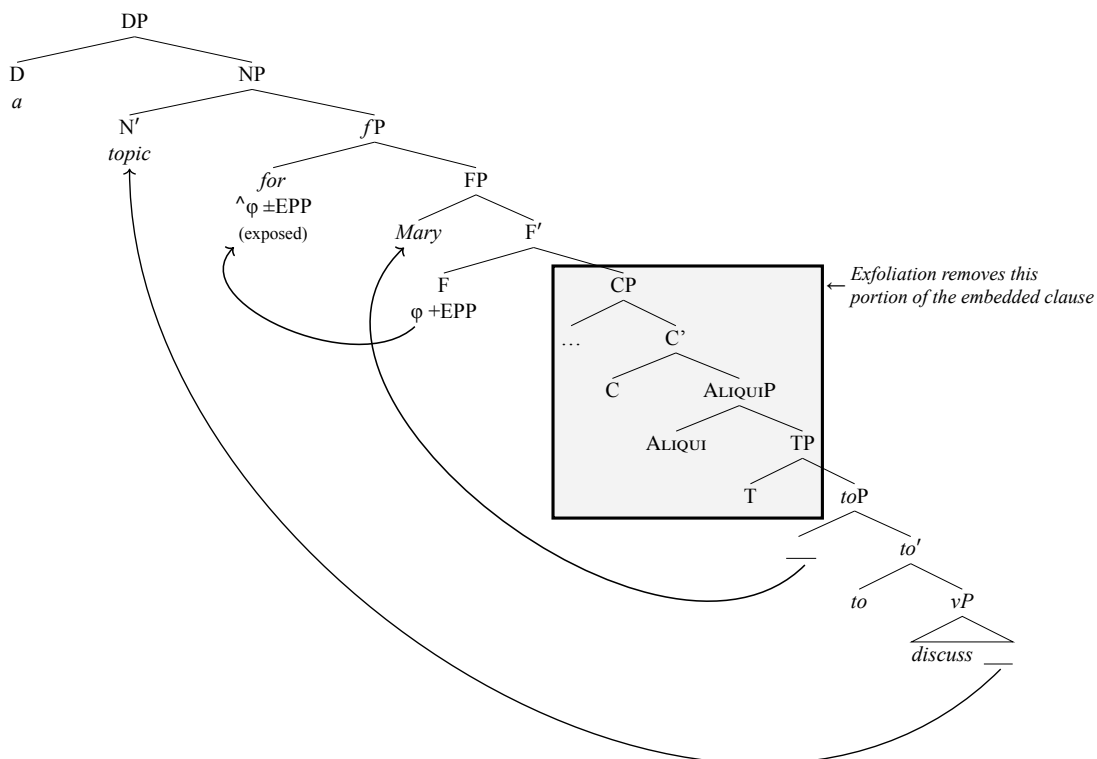 DP
D
NP
a
N′
fP
topic
for
FP
^φ ±EPP
(exposed)
Mary
F′
F
CP
← Exfoliation removes this
portion of the embedded clause
φ +EPP
…
C’
C
ALIQUIP
ALIQUI
TP
T
toP
__
to′
to
vP
discuss __